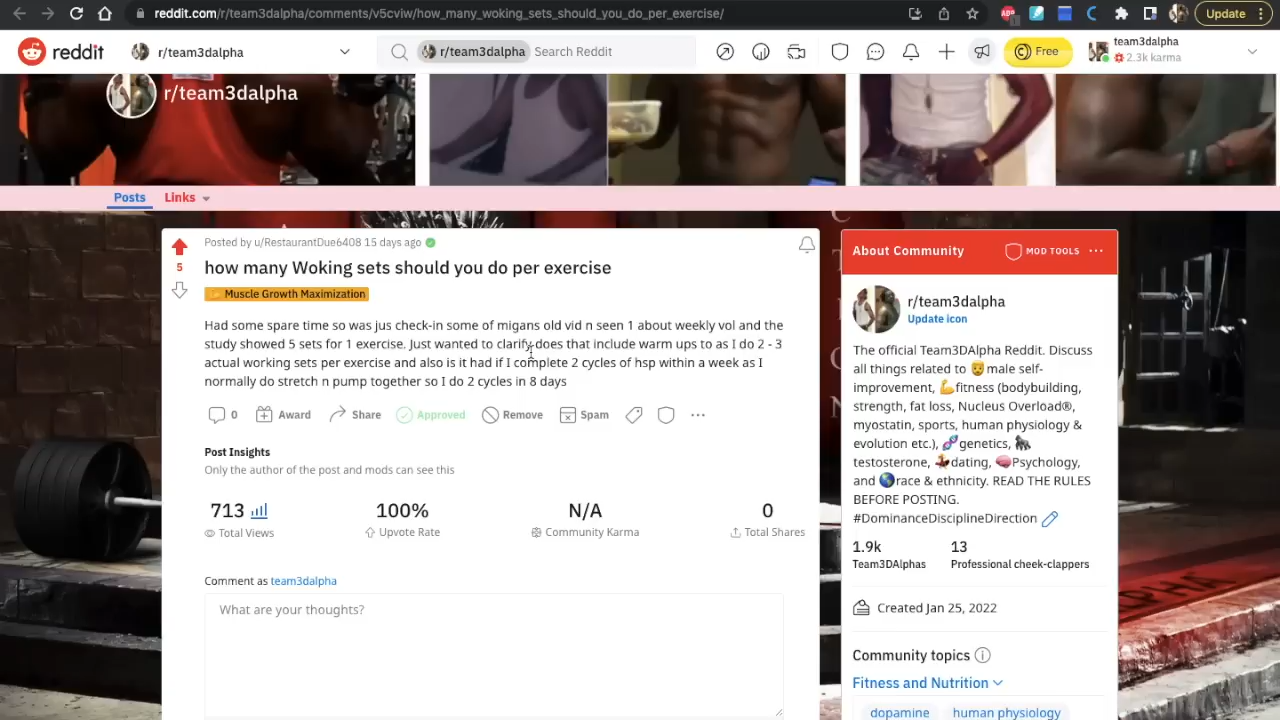 reddit.com/r/team3dalpha/comments/v5cviw/how_many_woking_sets_should_you_do_per_exercise/
ABP
1
Update
reddit
r/team3dalpha
r/team3dalpha Search Reddit
Free
team3dalpha
2.3k karma
r/team3dalpha
Posts
Links
Posted by u/RestaurantDue6408 15 days ago
5
how many Woking sets should you do per exercise
Muscle Growth Maximization
Had some spare time so was jus check-in some of migans old vid n seen 1 about weekly vol and the
study showed 5 sets for 1 exercise. Just wanted to clarify does that include warm ups to as I do 2 - 3
actual working sets per exercise and also is it had if I complete 2 cycles of hsp within a week as I
normally do stretch n pump together so I do 2 cycles in 8 days
0 Award Share Approved Remove Spam
Post Insights
Only the author of the post and mods can see this
713 100% N/A 0
Total Views Upvote Rate Community Karma Total Shares
Comment as team3dalpha
What are your thoughts?
About Community
MOD TOOLS
r/team3dalpha
Update icon
The official Team3DAlpha Reddit. Discuss
all things related to 👨male self-
improvement, 💪fitness (bodybuilding,
strength, fat loss, Nucleus Overload®,
myostatin, sports, human physiology &
evolution etc.), 🧬genetics, 🦍
testosterone, 💃dating, 🧠Psychology,
and 🌎race & ethnicity. READ THE RULES
BEFORE POSTING.
#DominanceDisciplineDirection
1.9k 13
Team3DAlphas Professional cheek-clappers
Created Jan 25, 2022
Community topics
Fitness and Nutrition
dopamine human physiology